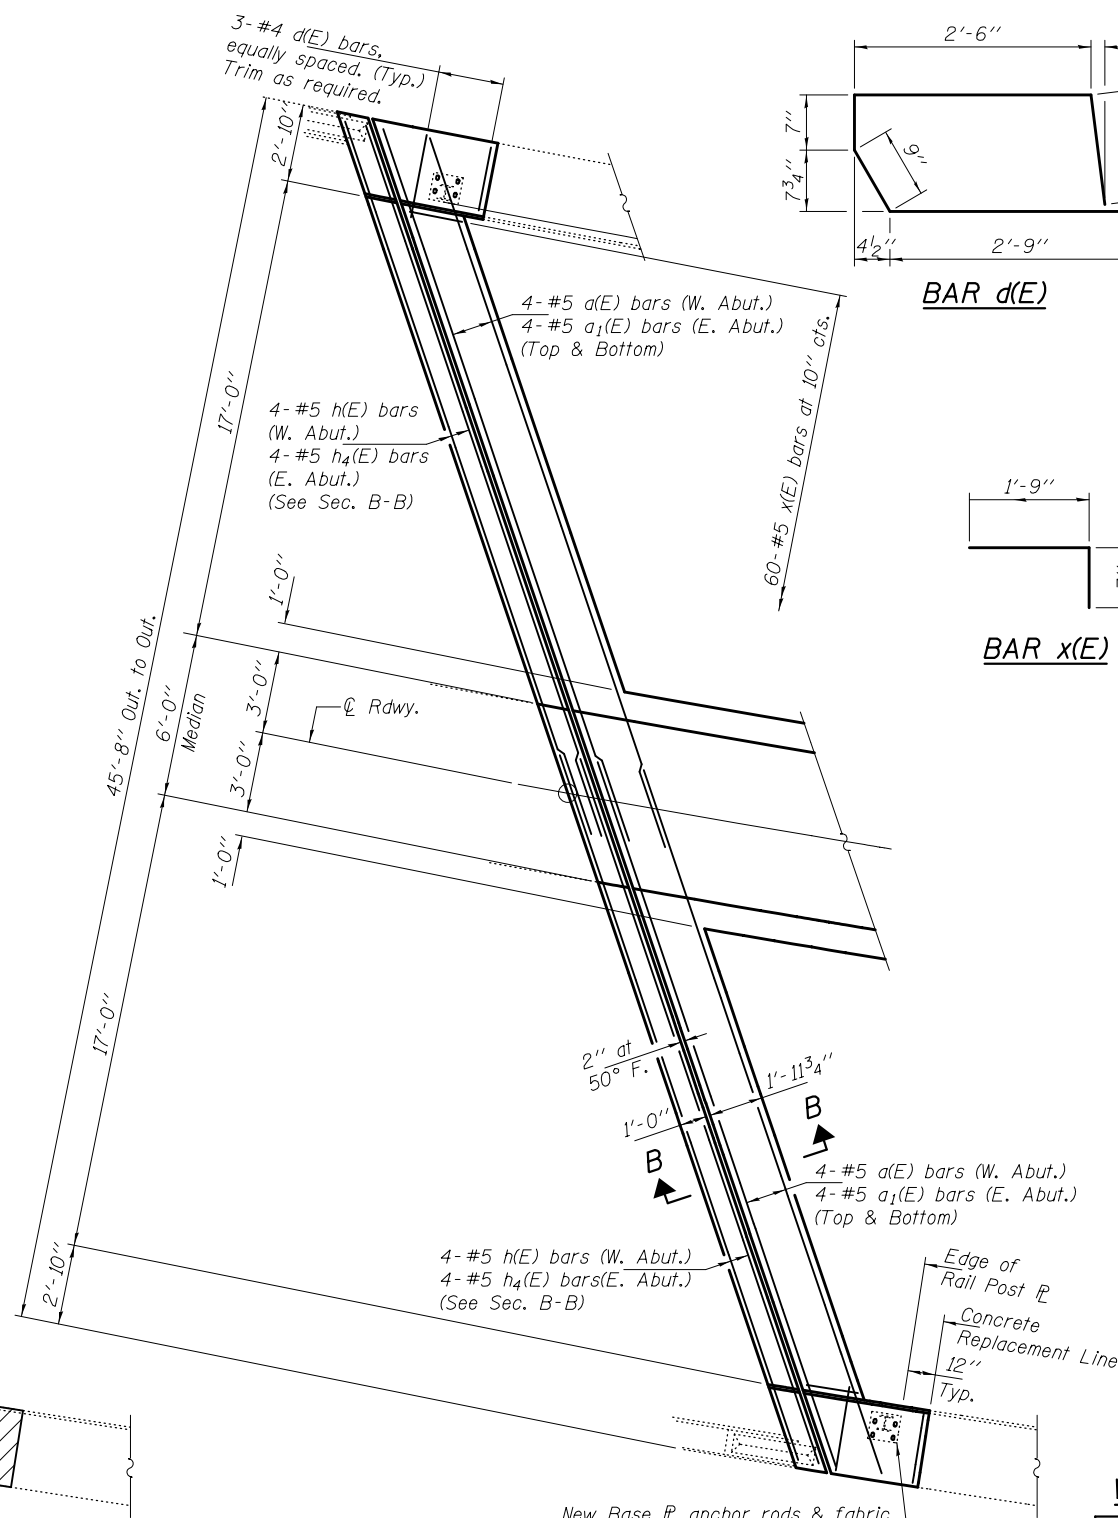 3-#4 d(E) bars,
equally spaced. (Typ.)
Trim as required.
2'-10"
17'-0"
45'-8" Out. to Out.
6'-0"
Median
17'-0"
2'-10"
1'-0"
3'-0"
3'-0"
1'-0"
℄ Rdwy.
4-#5 a(E) bars (W. Abut.)
4-#5 a₁(E) bars (E. Abut.)
(Top & Bottom)
4-#5 h(E) bars
(W. Abut.)
4-#5 h₄(E) bars
(E. Abut.)
(See Sec. B-B)
60-#5 x(E) bars at 10" cts.
2'-6"
7"
7¾"
9"
4½"
2'-9"
BAR d(E)
1'-9"
BAR x(E)
2" at
50° F.
1'-11¾"
1'-0"
B
B
4-#5 a(E) bars (W. Abut.)
4-#5 a₁(E) bars (E. Abut.)
(Top & Bottom)
4-#5 h(E) bars (W. Abut.)
4-#5 h₄(E) bars(E. Abut.)
(See Sec. B-B)
Edge of
Rail Post ℞
Concrete
Replacement Line
12"
Typ.
New Base ℞ anchor rods & fabric